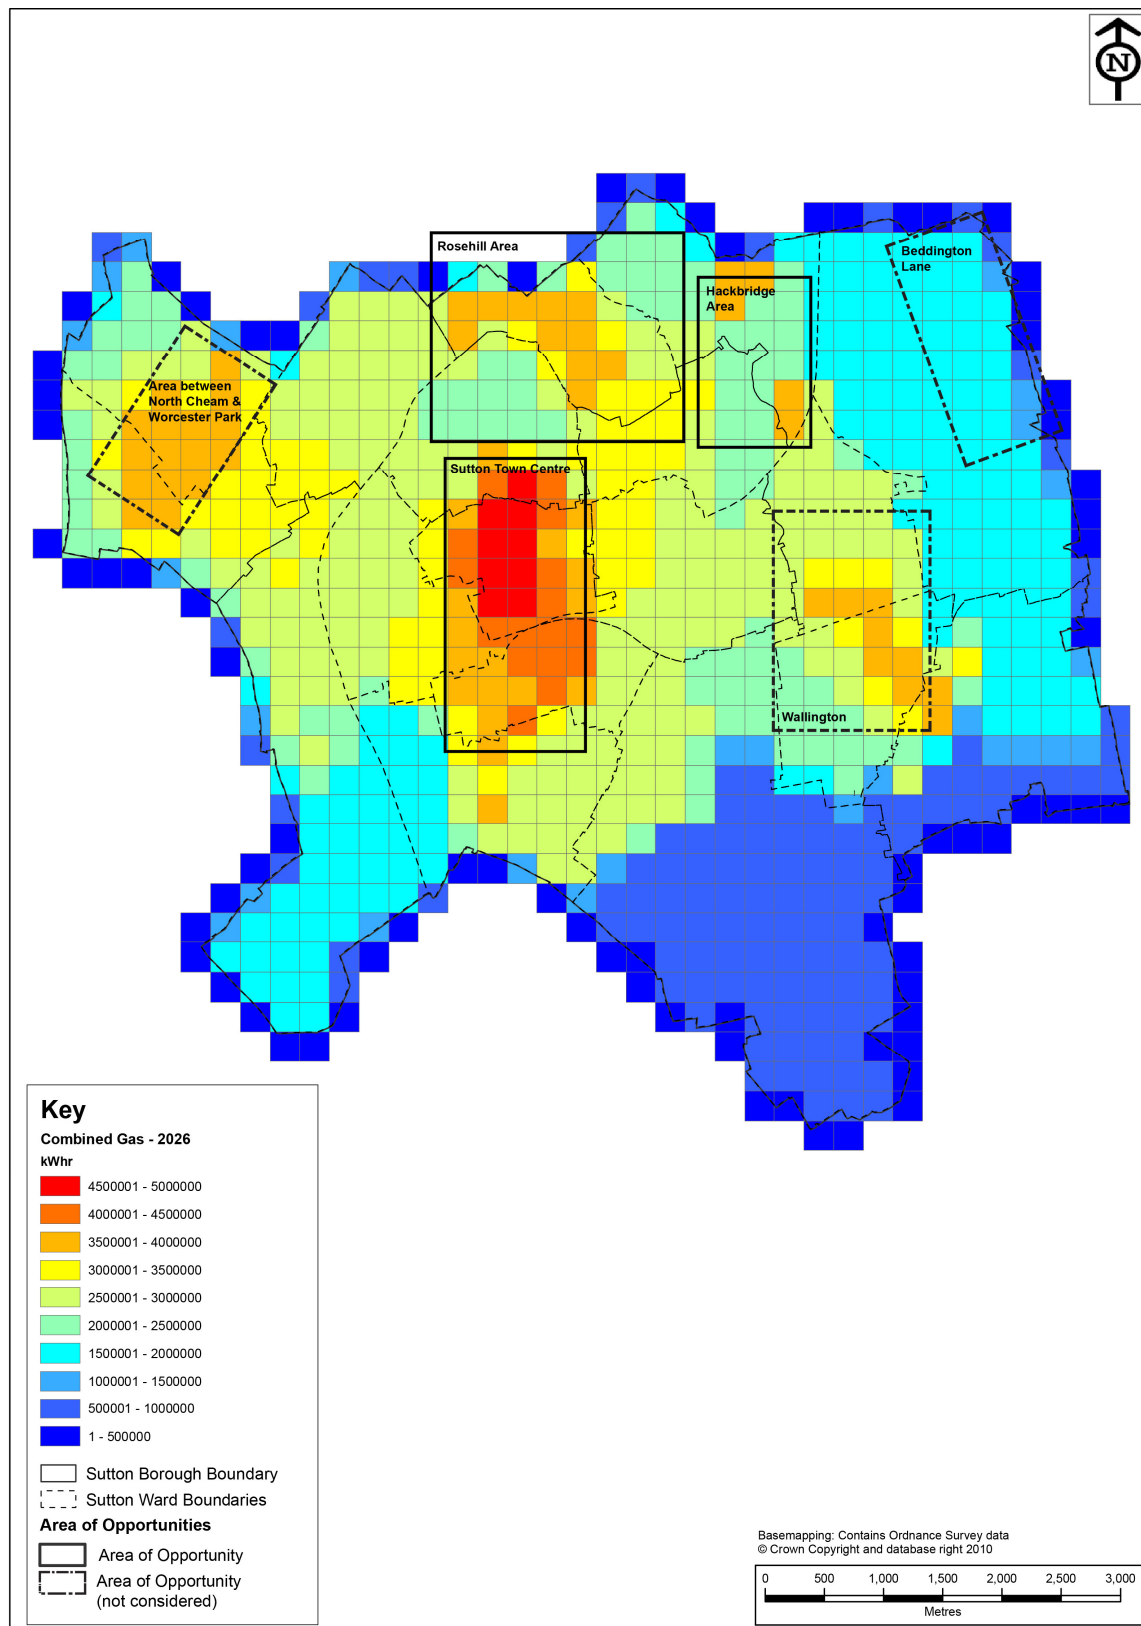 N
Rosehill Area
Beddington
Lane
Hackbridge
Area
Area between
North Cheam &
Worcester Park
Sutton Town Centre
Wallington
Key
Combined Gas - 2026
kWhr
4500001 - 5000000
4000001 - 4500000
3500001 - 4000000
3000001 - 3500000
2500001 - 3000000
2000001 - 2500000
1500001 - 2000000
1000001 - 1500000
500001 - 1000000
1 - 500000
Sutton Borough Boundary
Sutton Ward Boundaries
Area of Opportunities
Area of Opportunity
Area of Opportunity
(not considered)
Basemapping: Contains Ordnance Survey data
© Crown Copyright and database right 2010
0 500 1,000 1,500 2,000 2,500 3,000
Metres